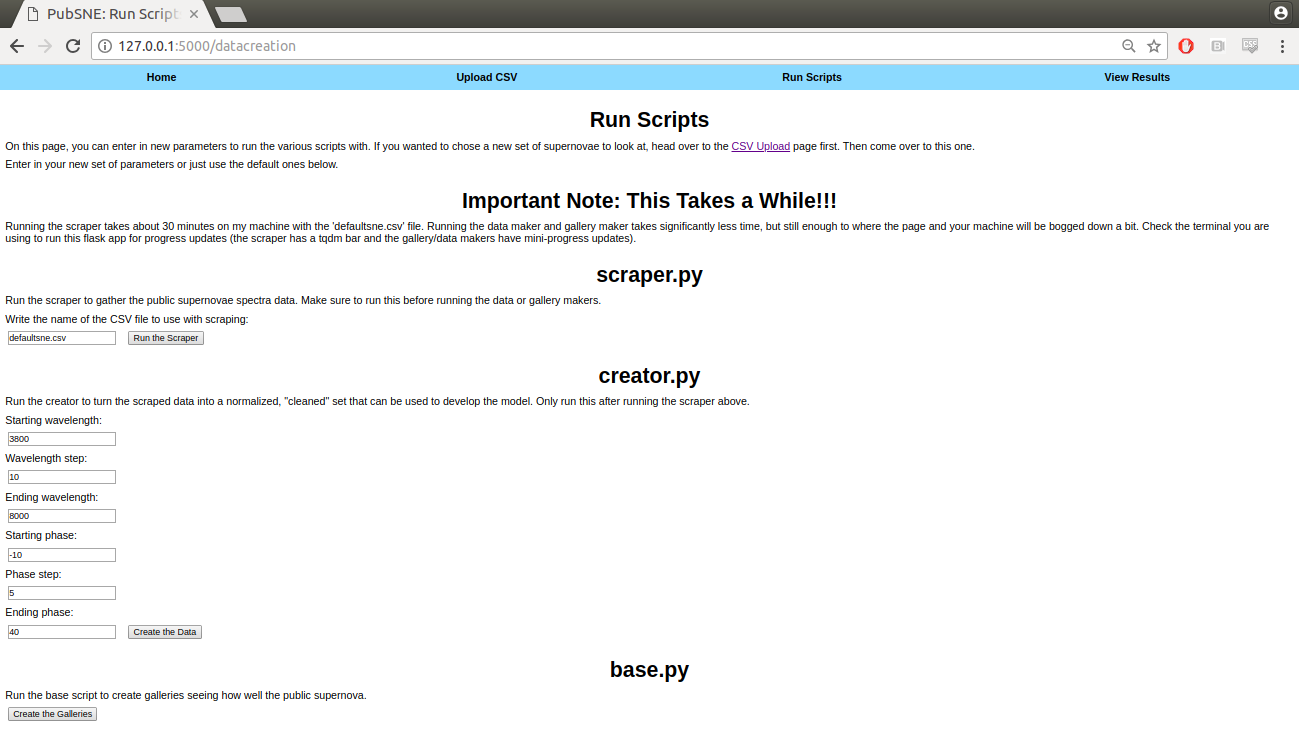 PubSNE: Run Script
127.0.0.1:5000/datacreation
Home Upload CSV Run Scripts View Results
Run Scripts
On this page, you can enter in new parameters to run the various scripts with. If you wanted to chose a new set of supernovae to look at, head over to the CSV Upload page first. Then come over to this one.
Enter in your new set of parameters or just use the default ones below.
Important Note: This Takes a While!!!
Running the scraper takes about 30 minutes on my machine with the 'defaultsne.csv' file. Running the data maker and gallery maker takes significantly less time, but still enough to where the page and your machine will be bogged down a bit. Check the terminal you are
using to run this flask app for progress updates (the scraper has a tqdm bar and the gallery/data makers have mini-progress updates).
scraper.py
Run the scraper to gather the public supernovae spectra data. Make sure to run this before running the data or gallery makers.
Write the name of the CSV file to use with scraping:
defaultsne.csv Run the Scraper
creator.py
Run the creator to turn the scraped data into a normalized, "cleaned" set that can be used to develop the model. Only run this after running the scraper above.
Starting wavelength:
3800
Wavelength step:
10
Ending wavelength:
8000
Starting phase:
-10
Phase step:
5
Ending phase:
40 Create the Data
base.py
Run the base script to create galleries seeing how well the public supernova.
Create the Galleries